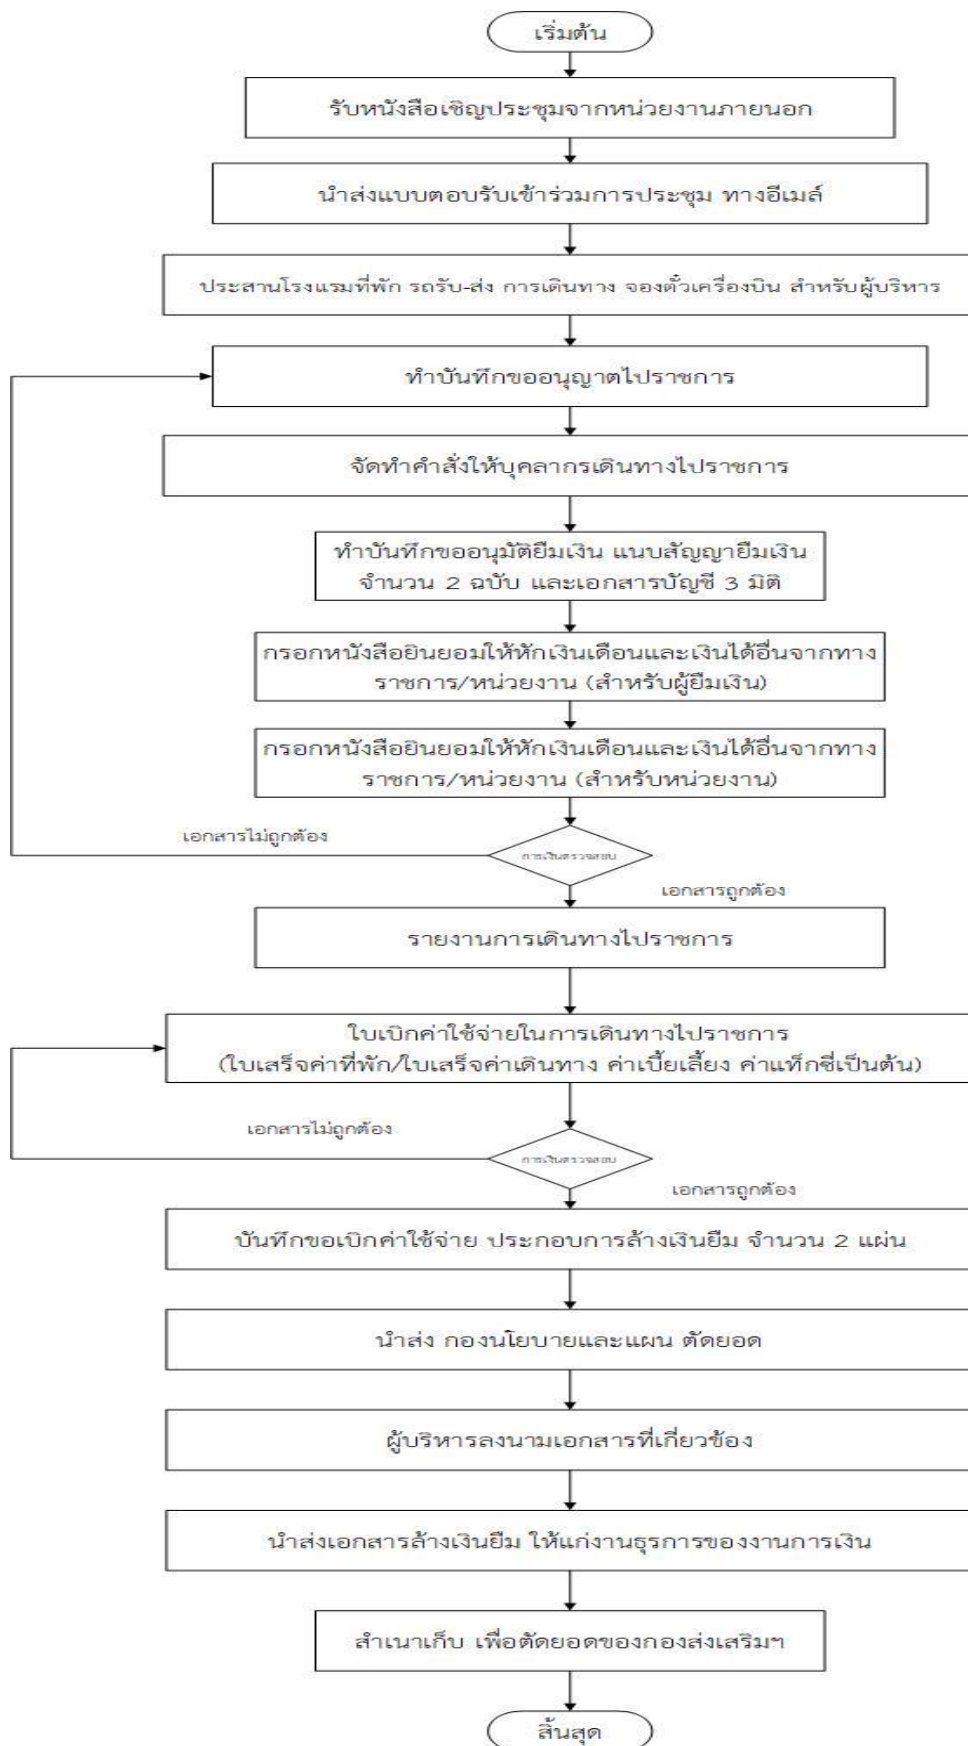 เริ่มต้น
รับหนังสือเชิญประชุมจากหน่วยงานภายนอก
นำส่งแบบตอบรับเข้าร่วมการประชุม ทางอีเมล์
ประสานโรงแรมที่พัก รถรับ-ส่ง การเดินทาง จองตั๋วเครื่องบิน สำหรับผู้บริหาร
ทำบันทึกขออนุญาตไปราชการ
จัดทำคำสั่งให้บุคลากรเดินทางไปราชการ
ทำบันทึกขออนุมัติยืมเงิน แนบสัญญายืมเงิน
จำนวน 2 ฉบับ และเอกสารบัญชี 3 มิติ
กรอกหนังสือยินยอมให้หักเงินเดือนและเงินได้อื่นจากทาง
ราชการ/หน่วยงาน (สำหรับผู้ยืมเงิน)
กรอกหนังสือยินยอมให้หักเงินเดือนและเงินได้อื่นจากทาง
ราชการ/หน่วยงาน (สำหรับหน่วยงาน)
เอกสารไม่ถูกต้อง
การเงินตรวจสอบ
เอกสารถูกต้อง
รายงานการเดินทางไปราชการ
ใบเบิกค่าใช้จ่ายในการเดินทางไปราชการ
(ใบเสร็จค่าที่พัก/ใบเสร็จค่าเดินทาง ค่าเบี้ยเลี้ยง ค่าแท็กซี่เป็นต้น)
เอกสารไม่ถูกต้อง
การเงินตรวจสอบ
เอกสารถูกต้อง
บันทึกขอเบิกค่าใช้จ่าย ประกอบการล้างเงินยืม จำนวน 2 แผ่น
นำส่ง กองนโยบายและแผน ตัดยอด
ผู้บริหารลงนามเอกสารที่เกี่ยวข้อง
นำส่งเอกสารล้างเงินยืม ให้แก่งานธุรการของงานการเงิน
สำเนาเก็บ เพื่อตัดยอดของกองส่งเสริมฯ
สิ้นสุด